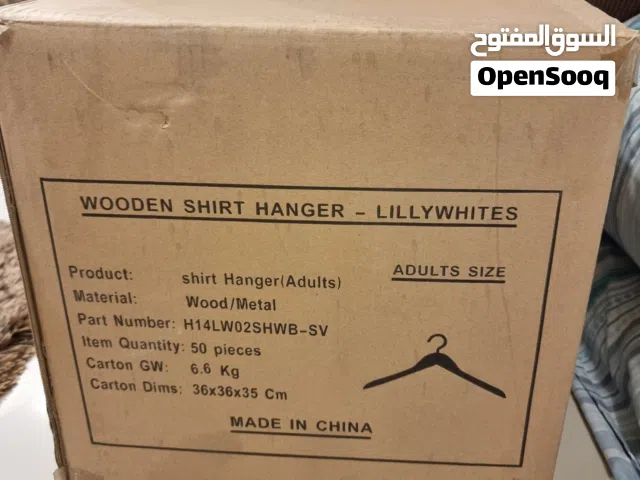 السوق المفتوح
OpenSooq
WOODEN SHIRT HANGER - LILLYWHITES
ADULTS SIZE
Product: shirt Hanger(Adults)
Material: Wood/Metal
Part Number: H14LW02SHWB-SV
Item Quantity: 50 pieces
Carton GW: 6.6 Kg
Carton Dims: 36x36x35 Cm
MADE IN CHINA